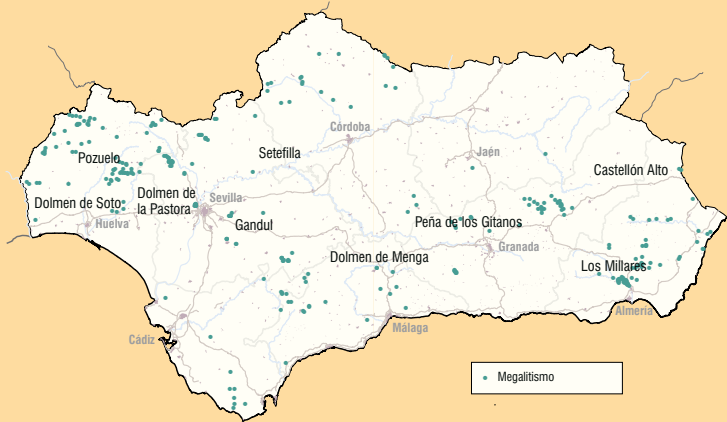 Córdoba
Pozuelo
Setefilla
Jaén
Castellón Alto
Dolmen de Soto
Dolmen de
la Pastora
Sevilla
Huelva
Gandul
Peña de los Gitanos
Granada
Dolmen de Menga
Los Millares
Almería
Málaga
Cádiz
Megalitismo